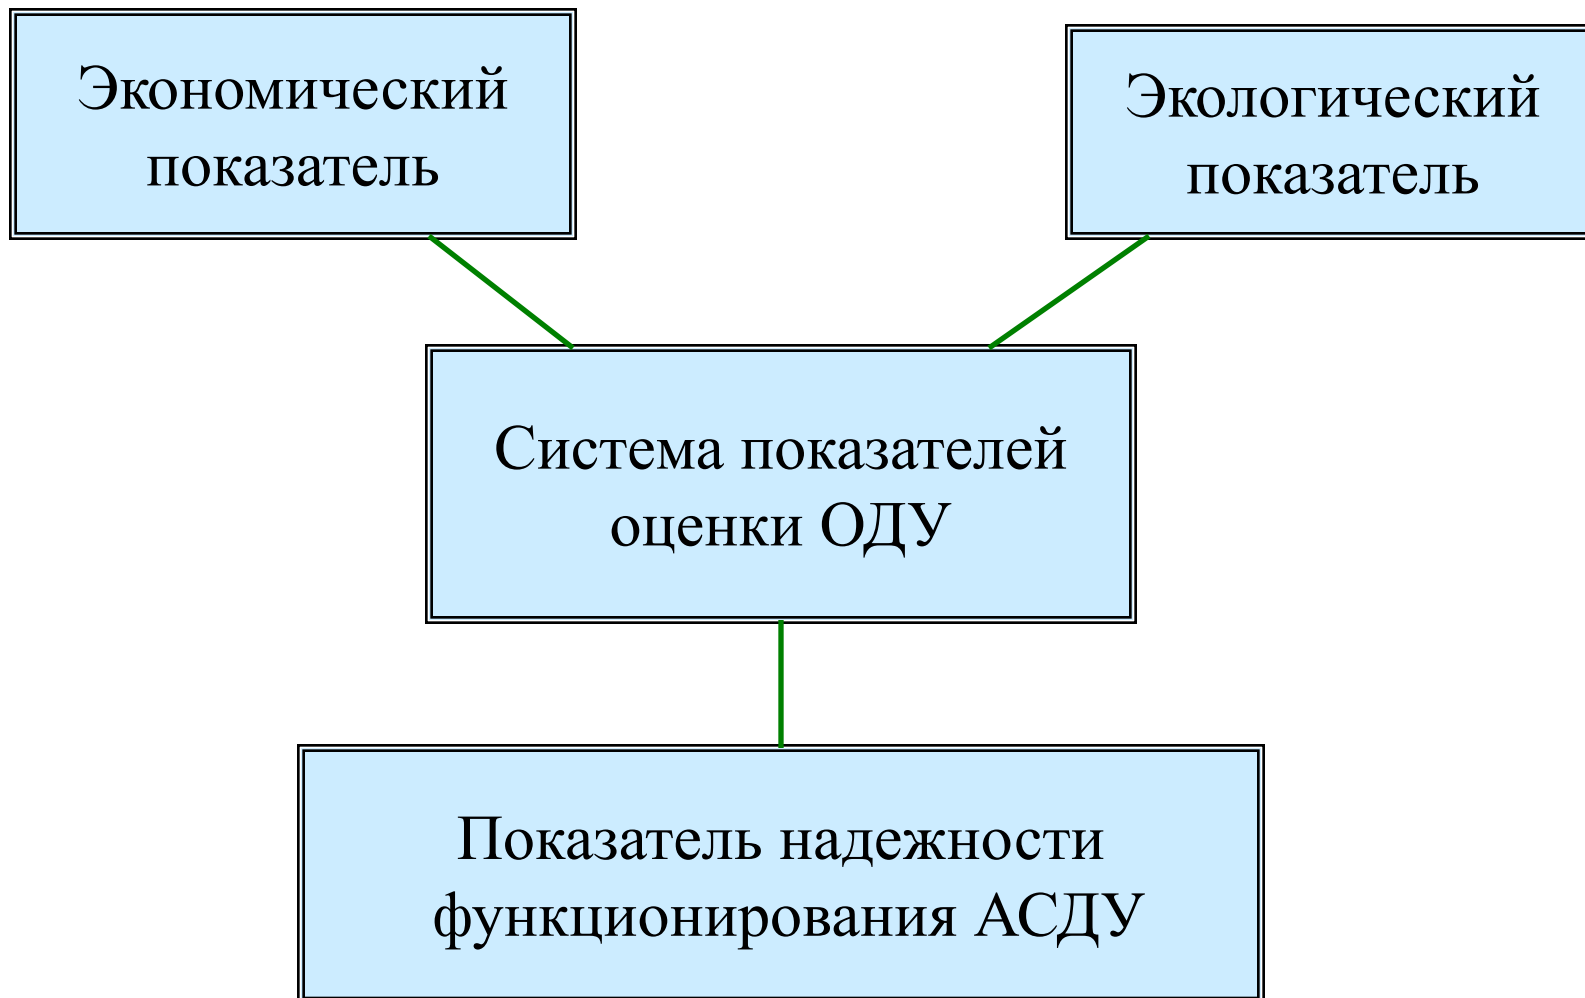 Экономический
показатель
Экологический
показатель
Система показателей
оценки ОДУ
Показатель надежности
функционирования АСДУ